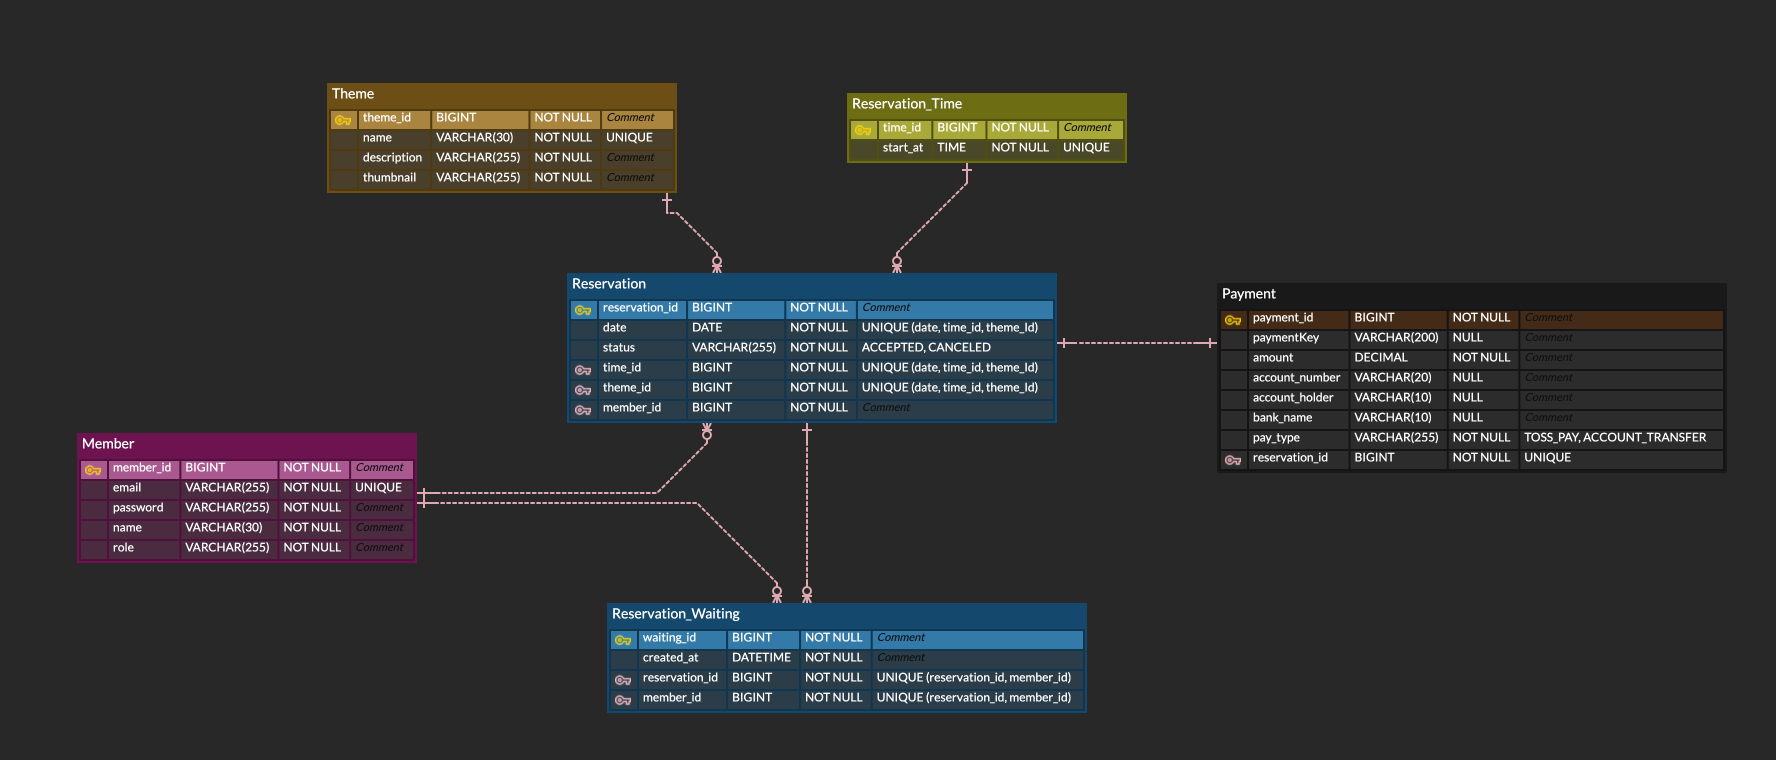 Theme
theme_id BIGINT NOT NULL Comment
name VARCHAR(30) NOT NULL UNIQUE
description VARCHAR(255) NOT NULL Comment
thumbnail VARCHAR(255) NOT NULL Comment
Reservation_Time
time_id BIGINT NOT NULL Comment
start_at TIME NOT NULL UNIQUE
Reservation
reservation_id BIGINT NOT NULL Comment
date DATE NOT NULL UNIQUE (date, time_id, theme_Id)
status VARCHAR(255) NOT NULL ACCEPTED, CANCELED
time_id BIGINT NOT NULL UNIQUE (date, time_id, theme_Id)
theme_id BIGINT NOT NULL UNIQUE (date, time_id, theme_Id)
member_id BIGINT NOT NULL Comment
Payment
payment_id BIGINT NOT NULL Comment
paymentKey VARCHAR(200) NULL Comment
amount DECIMAL NOT NULL Comment
account_number VARCHAR(20) NULL Comment
account_holder VARCHAR(10) NULL Comment
bank_name VARCHAR(10) NULL Comment
pay_type VARCHAR(255) NOT NULL TOSS_PAY, ACCOUNT_TRANSFER
reservation_id BIGINT NOT NULL UNIQUE
Member
member_id BIGINT NOT NULL Comment
email VARCHAR(255) NOT NULL UNIQUE
password VARCHAR(255) NOT NULL Comment
name VARCHAR(30) NOT NULL Comment
role VARCHAR(255) NOT NULL Comment
Reservation_Waiting
waiting_id BIGINT NOT NULL Comment
created_at DATETIME NOT NULL Comment
reservation_id BIGINT NOT NULL UNIQUE (reservation_id, member_id)
member_id BIGINT NOT NULL UNIQUE (reservation_id, member_id)